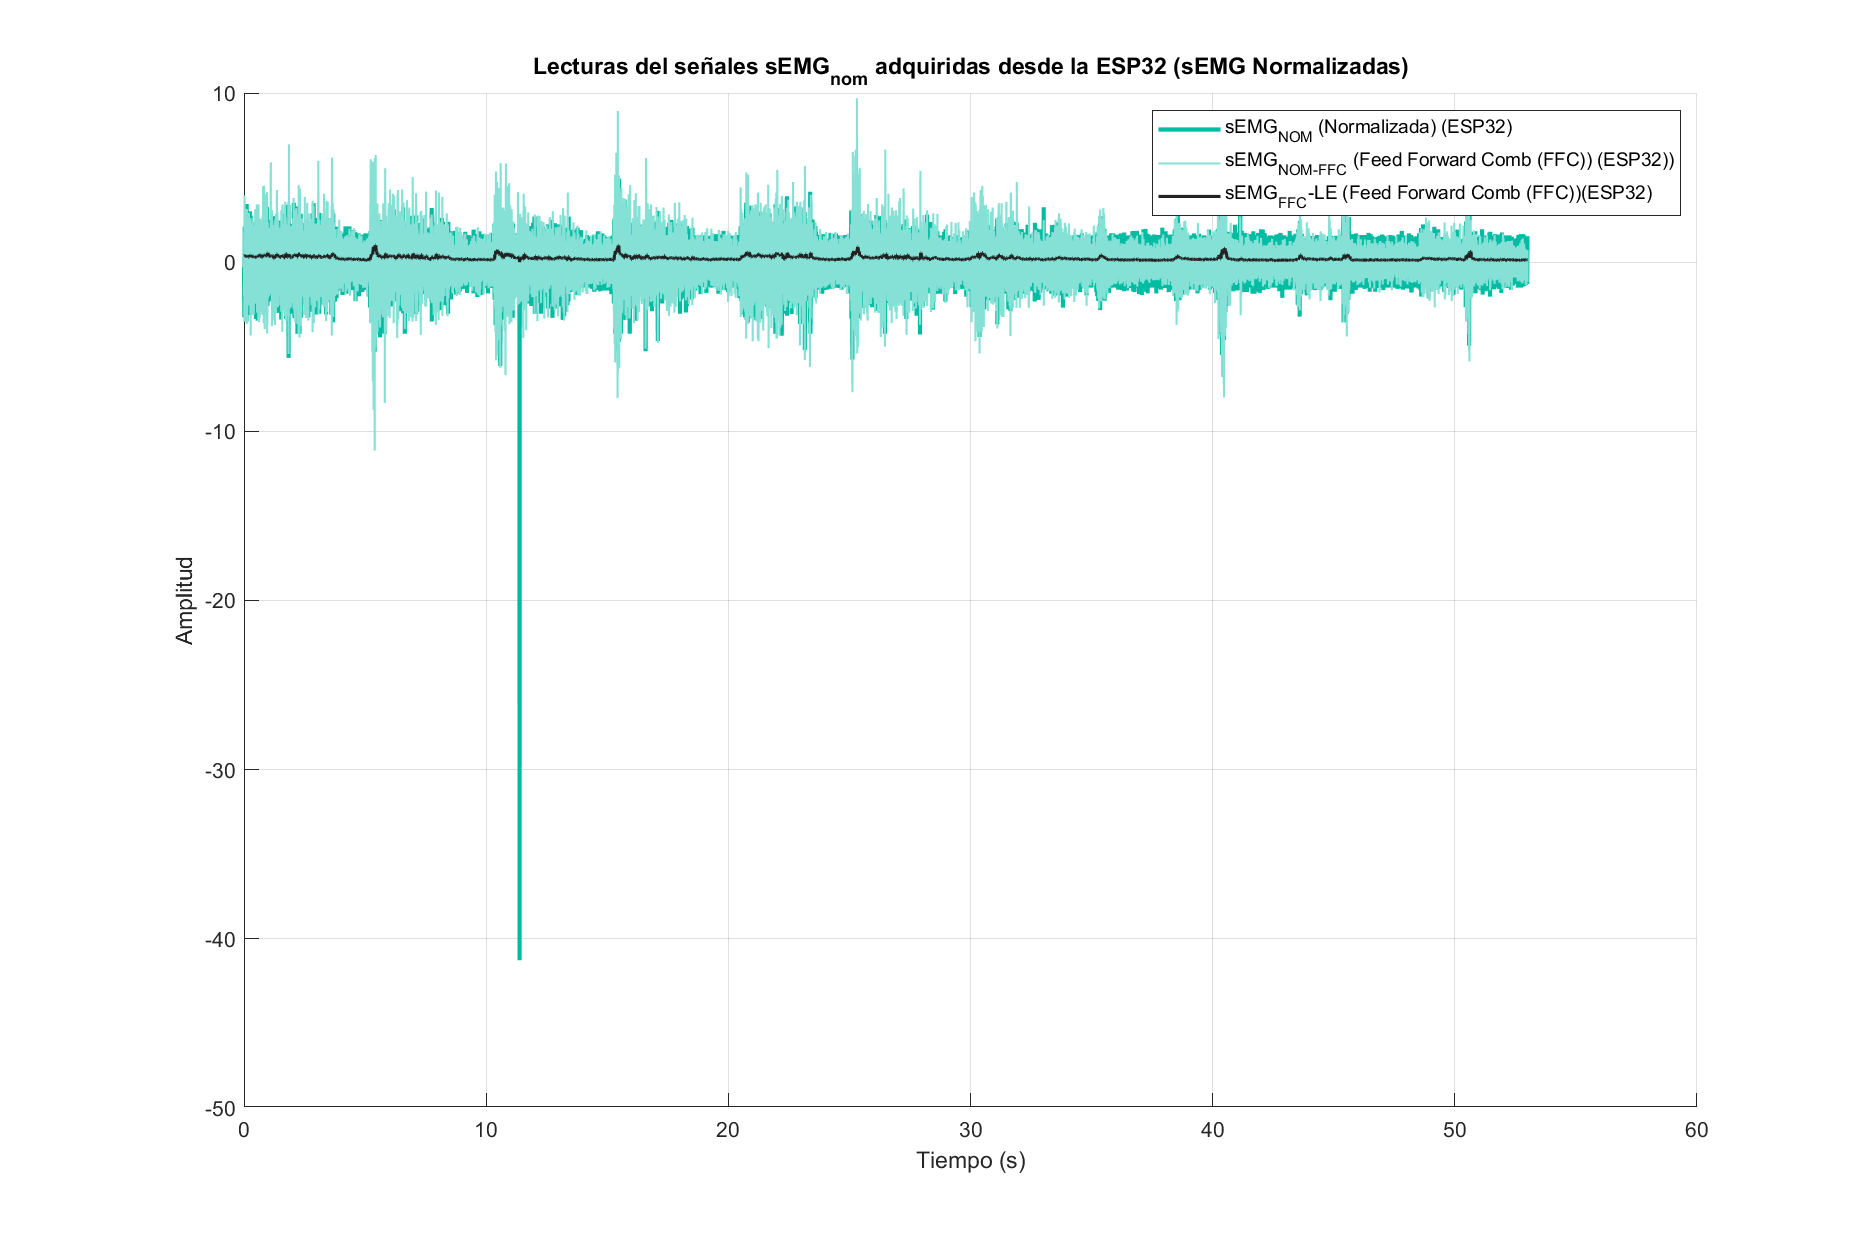 Lecturas del señales sEMGnom adquiridas desde la ESP32 (sEMG Normalizadas)
sEMGNOM (Normalizada) (ESP32)
sEMGNOM-FFC (Feed Forward Comb (FFC)) (ESP32))
sEMGFFC-LE (Feed Forward Comb (FFC))(ESP32)
10
0
-10
-20
-30
-40
-50
Amplitud
0 10 20 30 40 50 60
Tiempo (s)